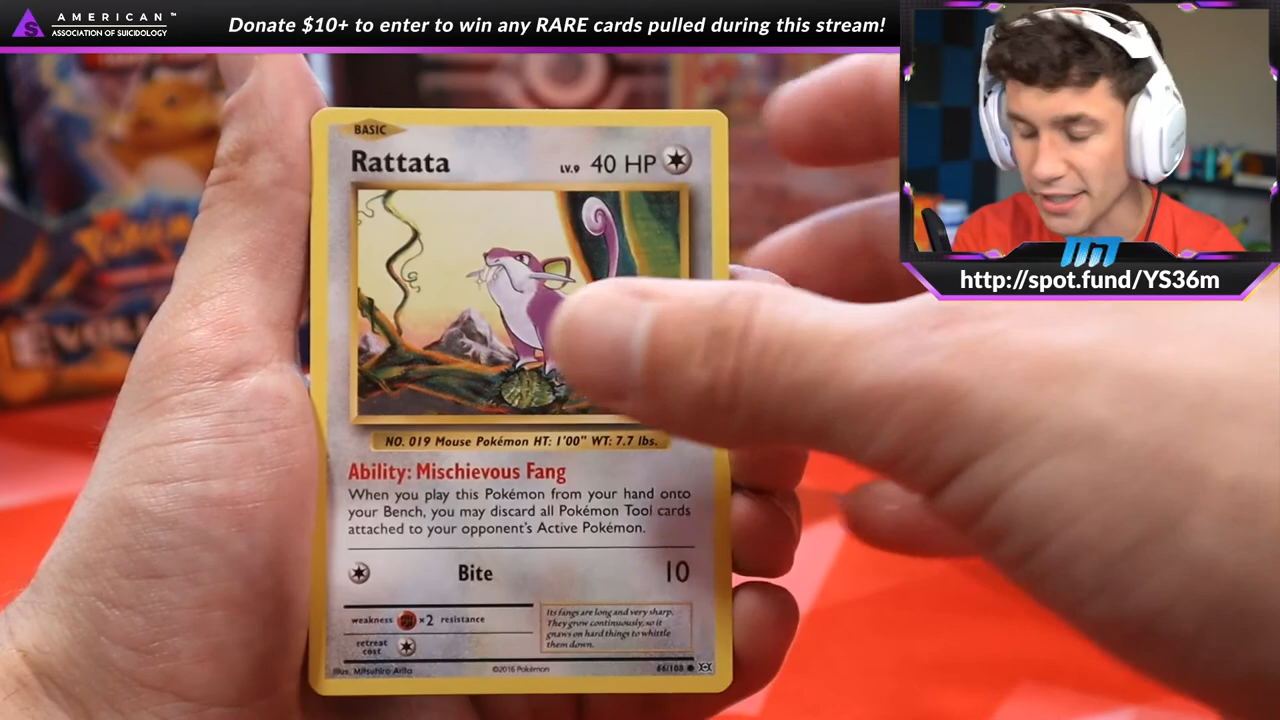 AMERICAN ™
ASSOCIATION OF SUICIDOLOGY
Donate $10+ to enter to win any RARE cards pulled during this stream!
http://spot.fund/YS36m
BASIC
Rattata LV.9 40 HP
NO. 019 Mouse Pokémon HT: 1'00" WT: 7.7 lbs.
Ability: Mischievous Fang
When you play this Pokémon from your hand onto
your Bench, you may discard all Pokémon Tool cards
attached to your opponent's Active Pokémon.
Bite 10
weakness ×2 resistance
retreat
cost
Its fangs are long and very sharp.
They grow continuously, so it
gnaws on hard things to whittle
them down.
Illus. Mitsuhiro Arita ©2016 Pokémon 66/108
Pokémon